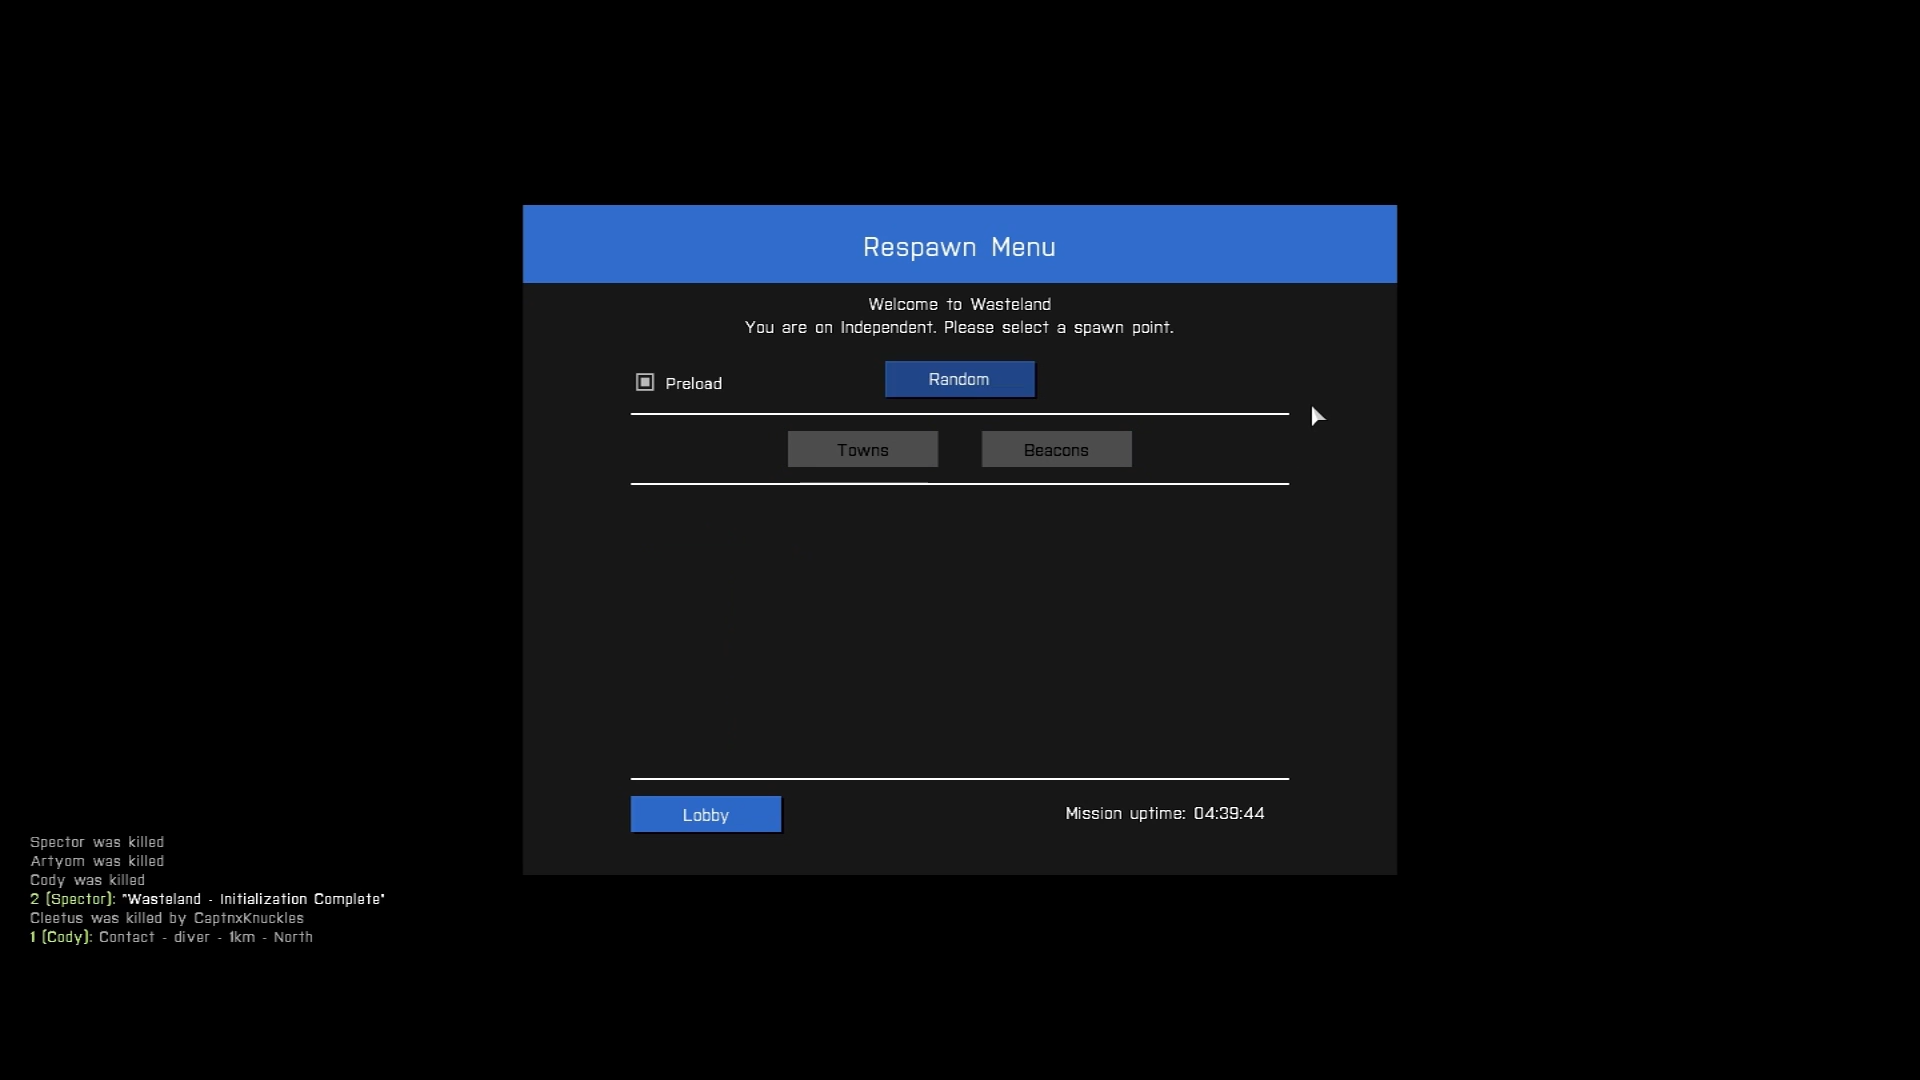 Respawn Menu
Welcome to Wasteland
You are on Independent. Please select a spawn point.
Preload
Random
Towns
Beacons
Lobby
Mission uptime: 04:39:44
Spector was killed
Artyom was killed
Cody was killed
2 (Spector): "Wasteland - Initialization Complete"
Cleetus was killed by CaptnxKnuckles
1 (Cody): Contact - diver - 1km - North